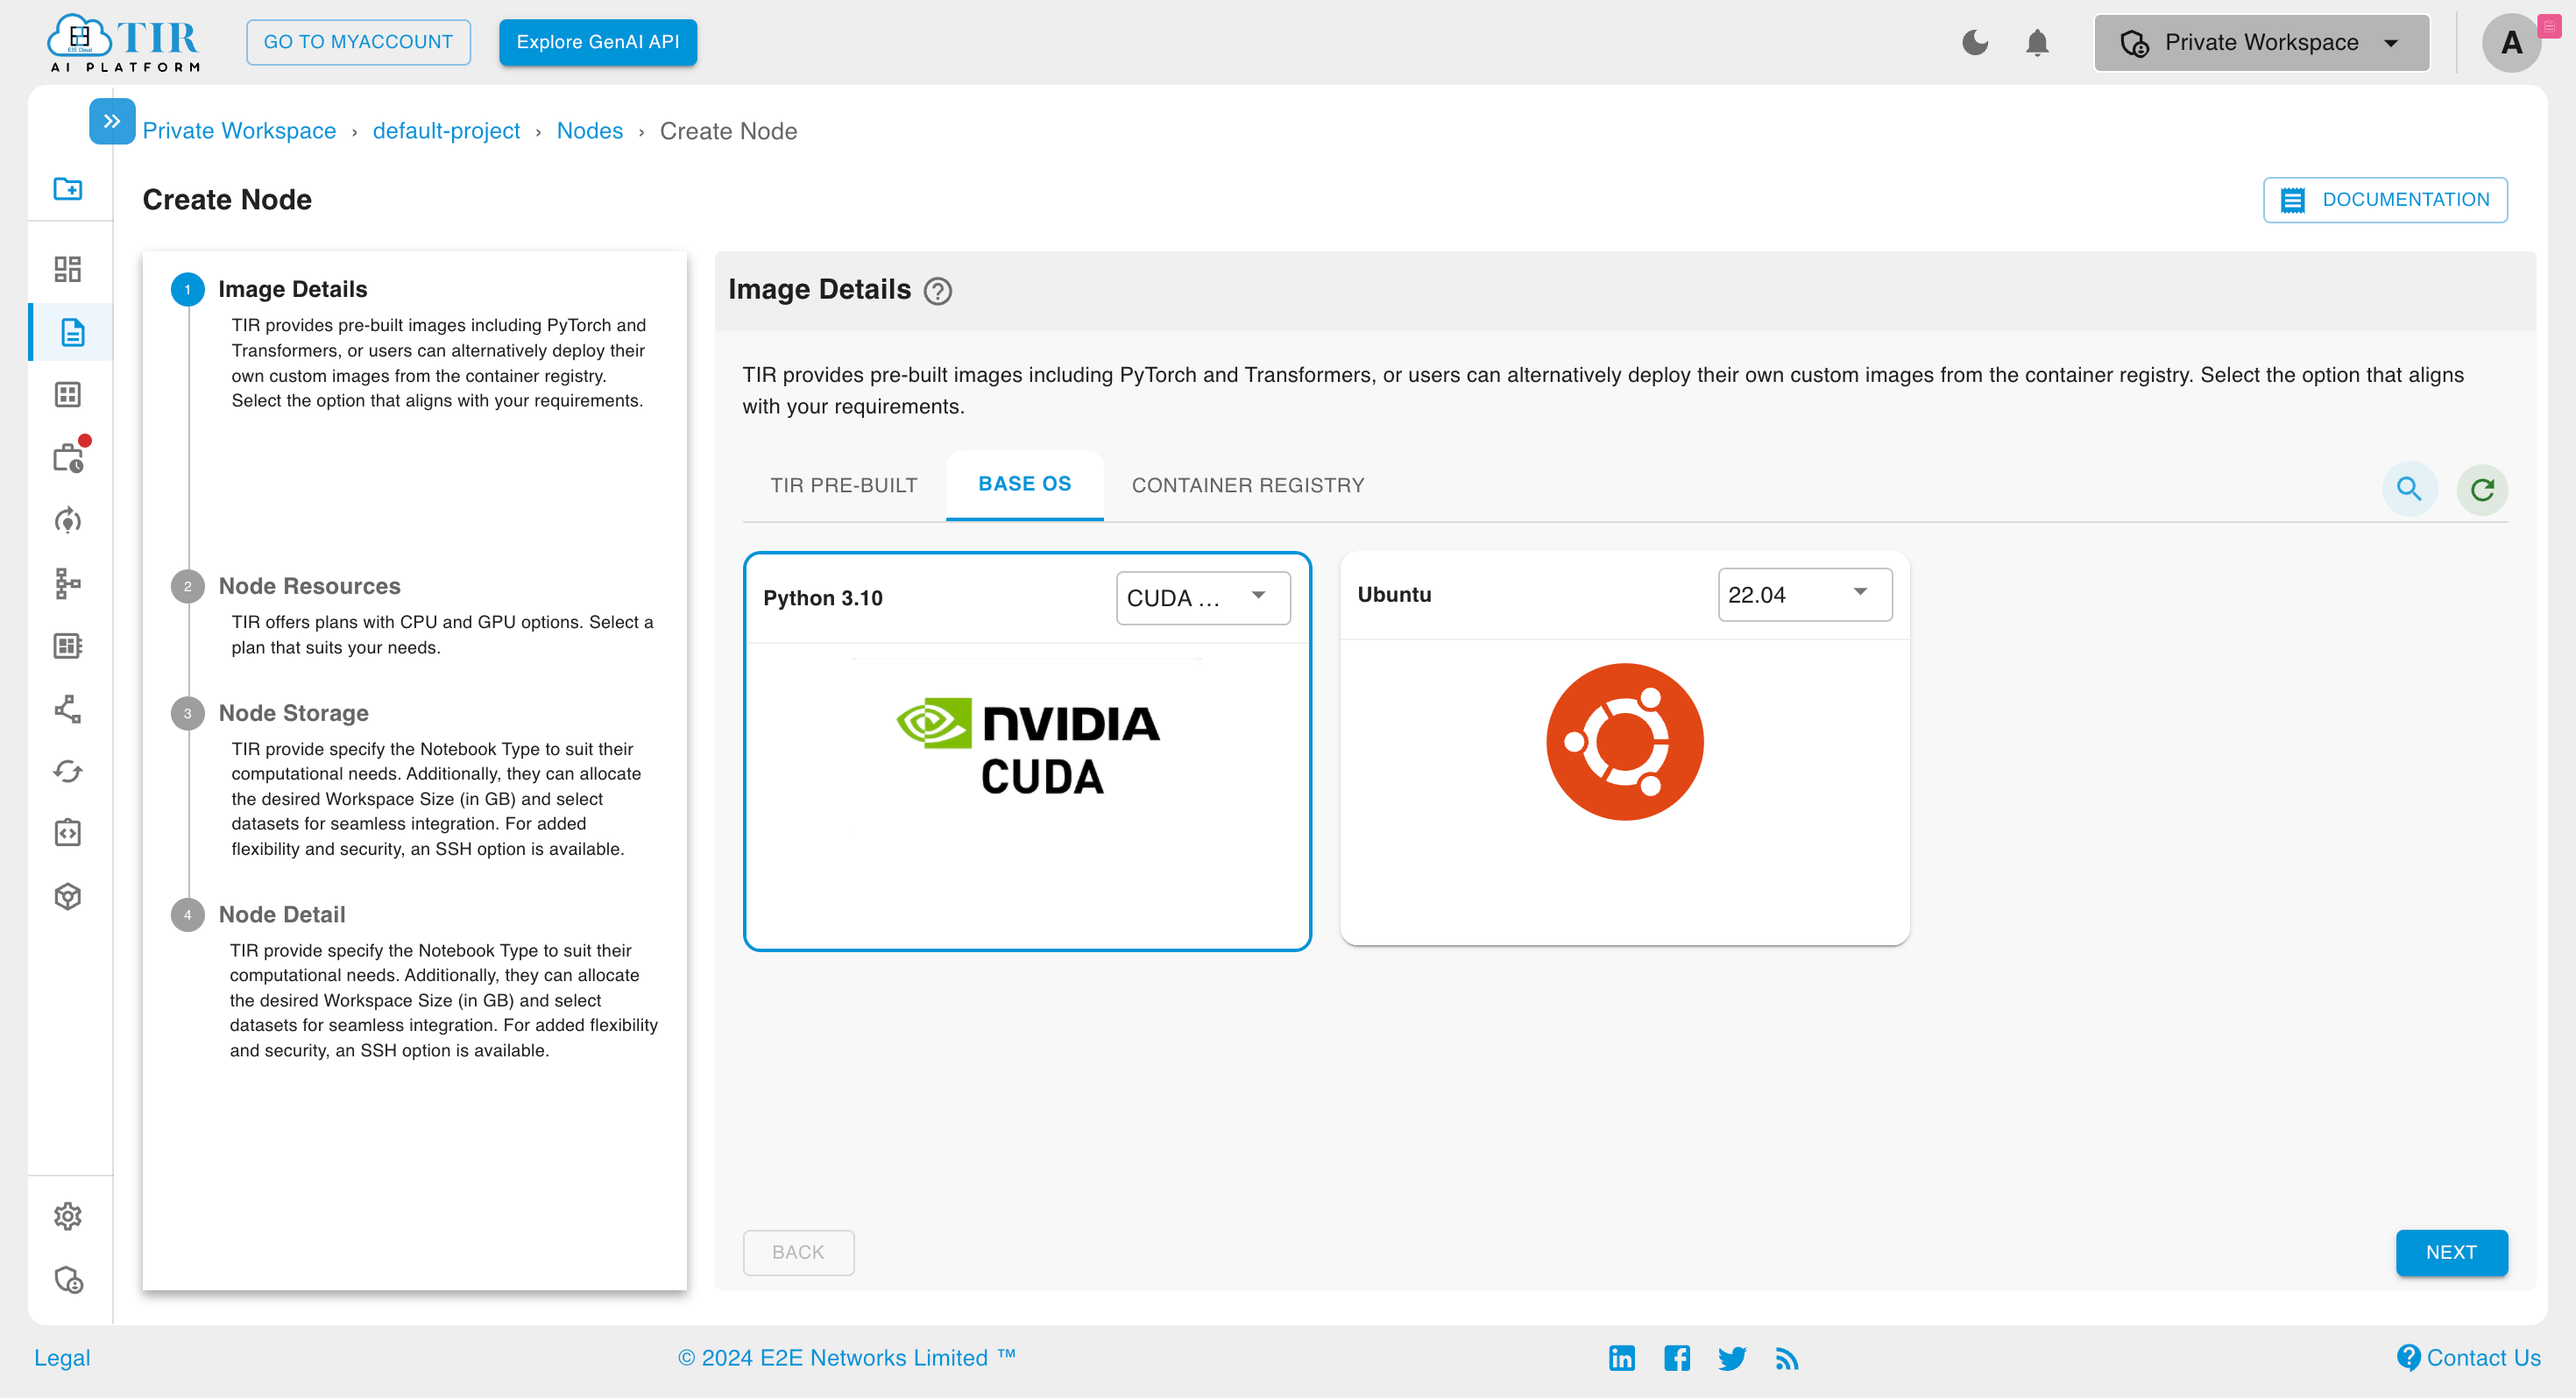 TIR
E2E Cloud
AI PLATFORM
GO TO MYACCOUNT
Explore GenAI API
Private Workspace
A
Private Workspace › default-project › Nodes › Create Node
Create Node
DOCUMENTATION
1
Image Details
TIR provides pre-built images including PyTorch and
Transformers, or users can alternatively deploy their
own custom images from the container registry.
Select the option that aligns with your requirements.
2
Node Resources
TIR offers plans with CPU and GPU options. Select a
plan that suits your needs.
3
Node Storage
TIR provide specify the Notebook Type to suit their
computational needs. Additionally, they can allocate
the desired Workspace Size (in GB) and select
datasets for seamless integration. For added
flexibility and security, an SSH option is available.
4
Node Detail
TIR provide specify the Notebook Type to suit their
computational needs. Additionally, they can allocate
the desired Workspace Size (in GB) and select
datasets for seamless integration. For added flexibility
and security, an SSH option is available.
Image Details
TIR provides pre-built images including PyTorch and Transformers, or users can alternatively deploy their own custom images from the container registry. Select the option that aligns
with your requirements.
TIR PRE-BUILT
BASE OS
CONTAINER REGISTRY
Python 3.10
CUDA ...
NVIDIA
CUDA
Ubuntu
22.04
BACK
NEXT
Legal
© 2024 E2E Networks Limited ™
Contact Us